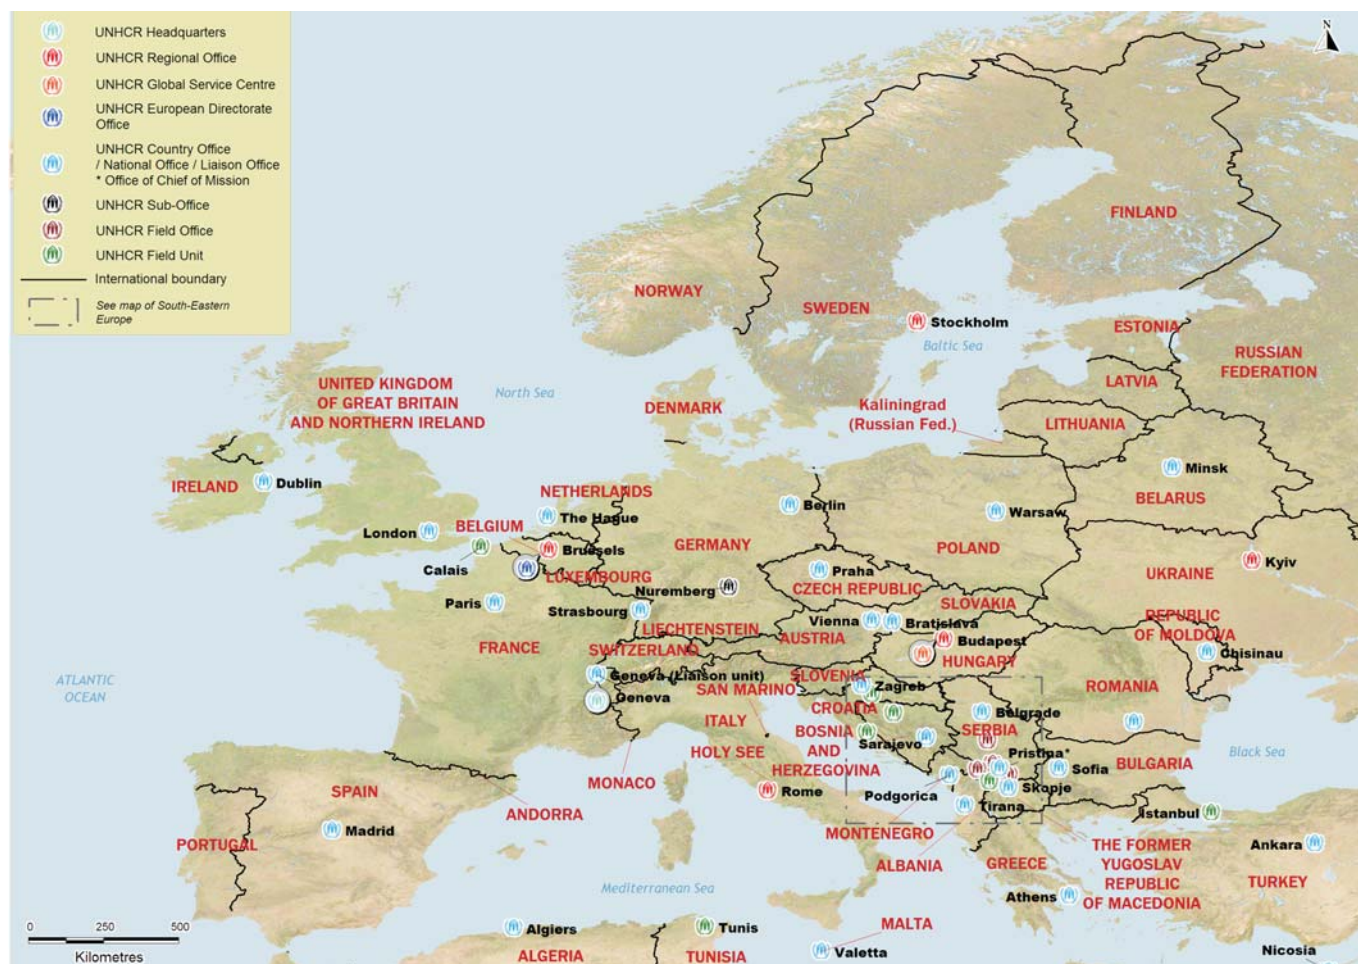 UNHCR Headquarters
UNHCR Regional Office
UNHCR Global Service Centre
UNHCR European Directorate
Office
UNHCR Country Office
/ National Office / Liaison Office
* Office of Chief of Mission
UNHCR Sub-Office
UNHCR Field Office
UNHCR Field Unit
International boundary
See map of South-Eastern
Europe
N
FINLAND
NORWAY
SWEDEN
Stockholm
Baltic Sea
ESTONIA
RUSSIAN
FEDERATION
LATVIA
LITHUANIA
Kaliningrad
(Russian Fed.)
North Sea
DENMARK
UNITED KINGDOM
OF GREAT BRITAIN
AND NORTHERN IRELAND
IRELAND
Dublin
London
NETHERLANDS
The Hague
BELGIUM
Brussels
Calais
LUXEMBOURG
Berlin
GERMANY
Nuremberg
Warsaw
POLAND
Minsk
BELARUS
Kyiv
UKRAINE
Praha
CZECH REPUBLIC
SLOVAKIA
REPUBLIC
OF MOLDOVA
Chisinau
Paris
Strasbourg
FRANCE
LIECHTENSTEIN
SWITZERLAND
Vienna
Bratislava
AUSTRIA
Budapest
HUNGARY
Geneva (Liaison unit)
Geneva
SLOVENIA
Zagreb
SAN MARINO
CROATIA
ROMANIA
ATLANTIC
OCEAN
ITALY
HOLY SEE
BOSNIA
AND
HERZEGOVINA
Sarajevo
Belgrade
SERBIA
Pristina*
Sofia
BULGARIA
Black Sea
MONACO
ANDORRA
Rome
Podgorica
Skopje
Tirana
MONTENEGRO
ALBANIA
Istanbul
SPAIN
Madrid
PORTUGAL
GREECE
Athens
THE FORMER
YUGOSLAV
REPUBLIC
OF MACEDONIA
Ankara
TURKEY
Mediterranean Sea
Algiers
ALGERIA
Tunis
TUNISIA
MALTA
Valetta
Nicosia
0 250 500
Kilometres